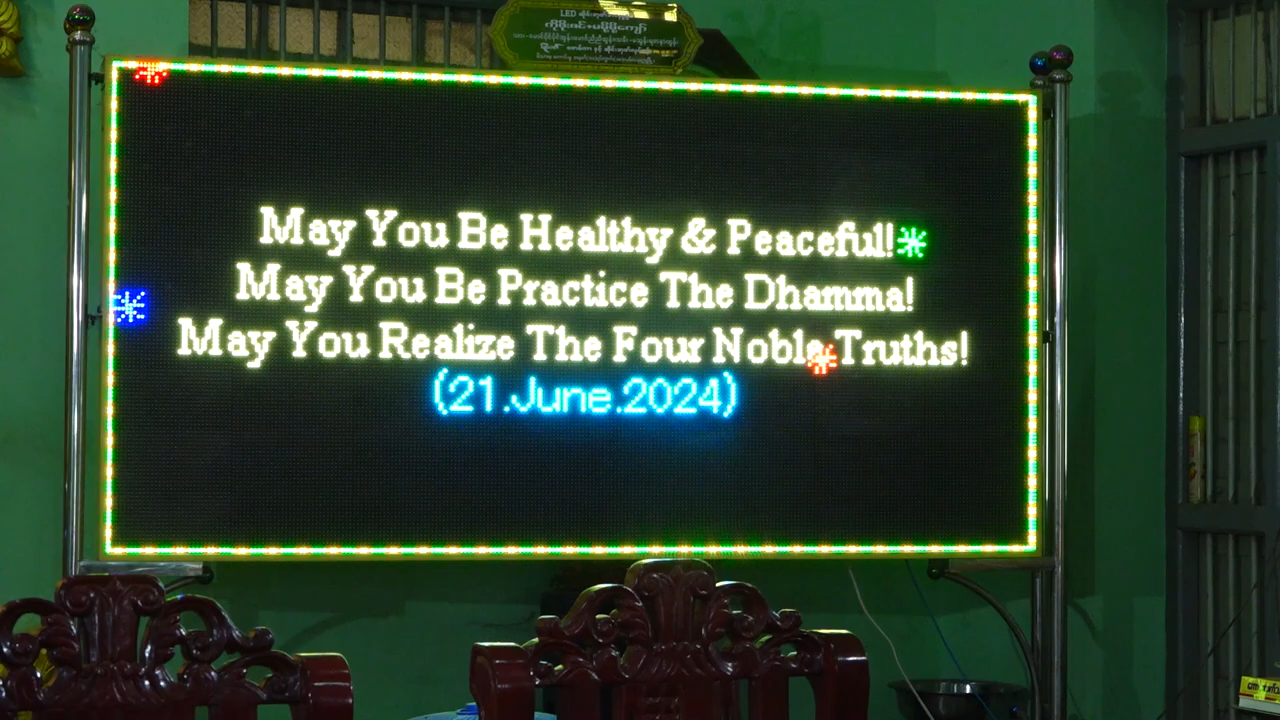 LED
May You Be Healthy & Peaceful!
May You Be Practice The Dhamma!
May You Realize The Four Noble Truths!
(21.June.2024)